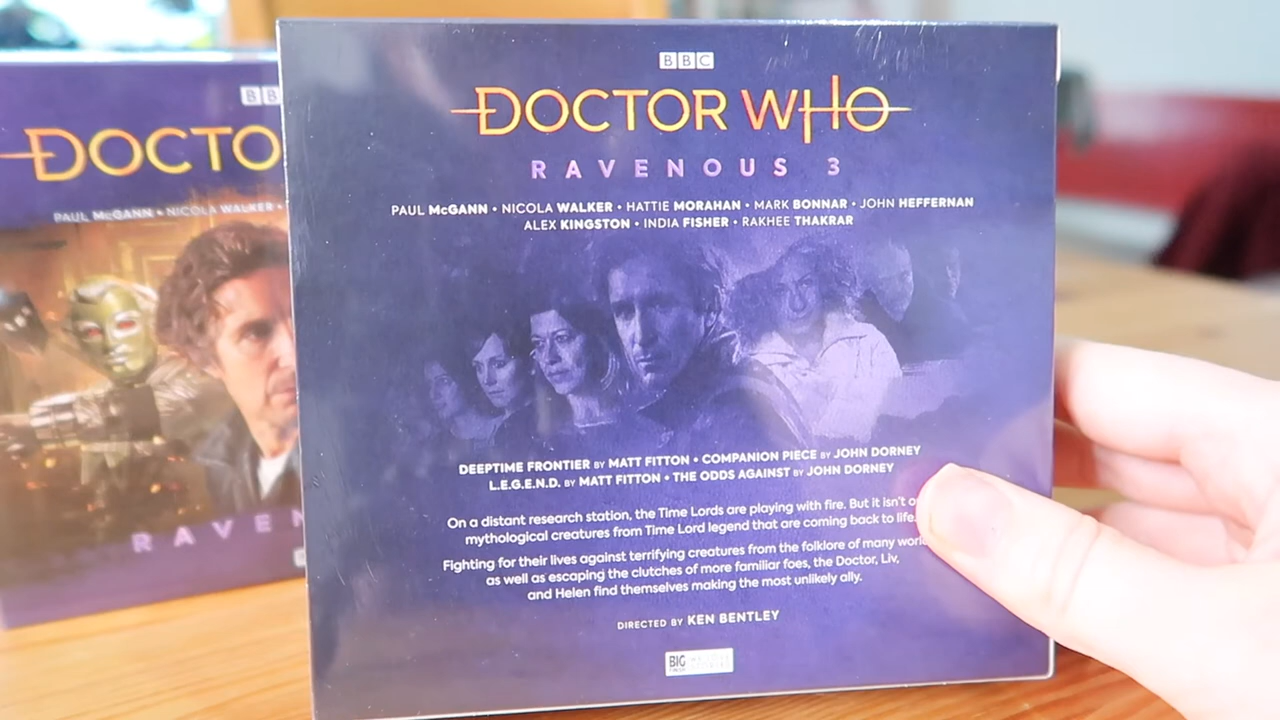 BBC
DOCTOR WHO
RAVENOUS 3
PAUL McGANN • NICOLA WALKER • HATTIE MORAHAN • MARK BONNAR • JOHN HEFFERNAN
ALEX KINGSTON • INDIA FISHER • RAKHEE THAKRAR
DEEPTIME FRONTIER BY MATT FITTON • COMPANION PIECE BY JOHN DORNEY
L.E.G.E.N.D. BY MATT FITTON • THE ODDS AGAINST BY JOHN DORNEY
On a distant research station, the Time Lords are playing with fire. But it isn't
mythological creatures from Time Lord legend that are coming back to life.
Fighting for their lives against terrifying creatures from the folklore of many
as well as escaping the clutches of more familiar foes, the Doctor, Liv,
and Helen find themselves making the most unlikely ally.
DIRECTED BY KEN BENTLEY
BIG
BB
DOCTO
PAUL McGANN • NICOLA WALKER •
RAVEN